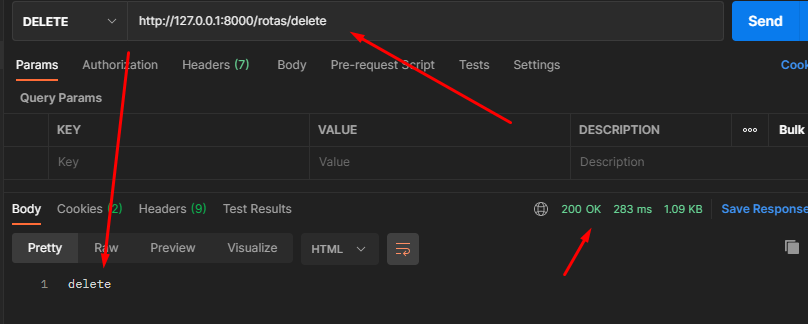 DELETE http://127.0.0.1:8000/rotas/delete Send
Params Authorization Headers (7) Body Pre-request Script Tests Settings Cook
Query Params
KEY VALUE DESCRIPTION ooo Bulk
Key Value Description
Body Cookies (2) Headers (9) Test Results 200 OK 283 ms 1.09 KB Save Response
Pretty Raw Preview Visualize HTML
1 delete